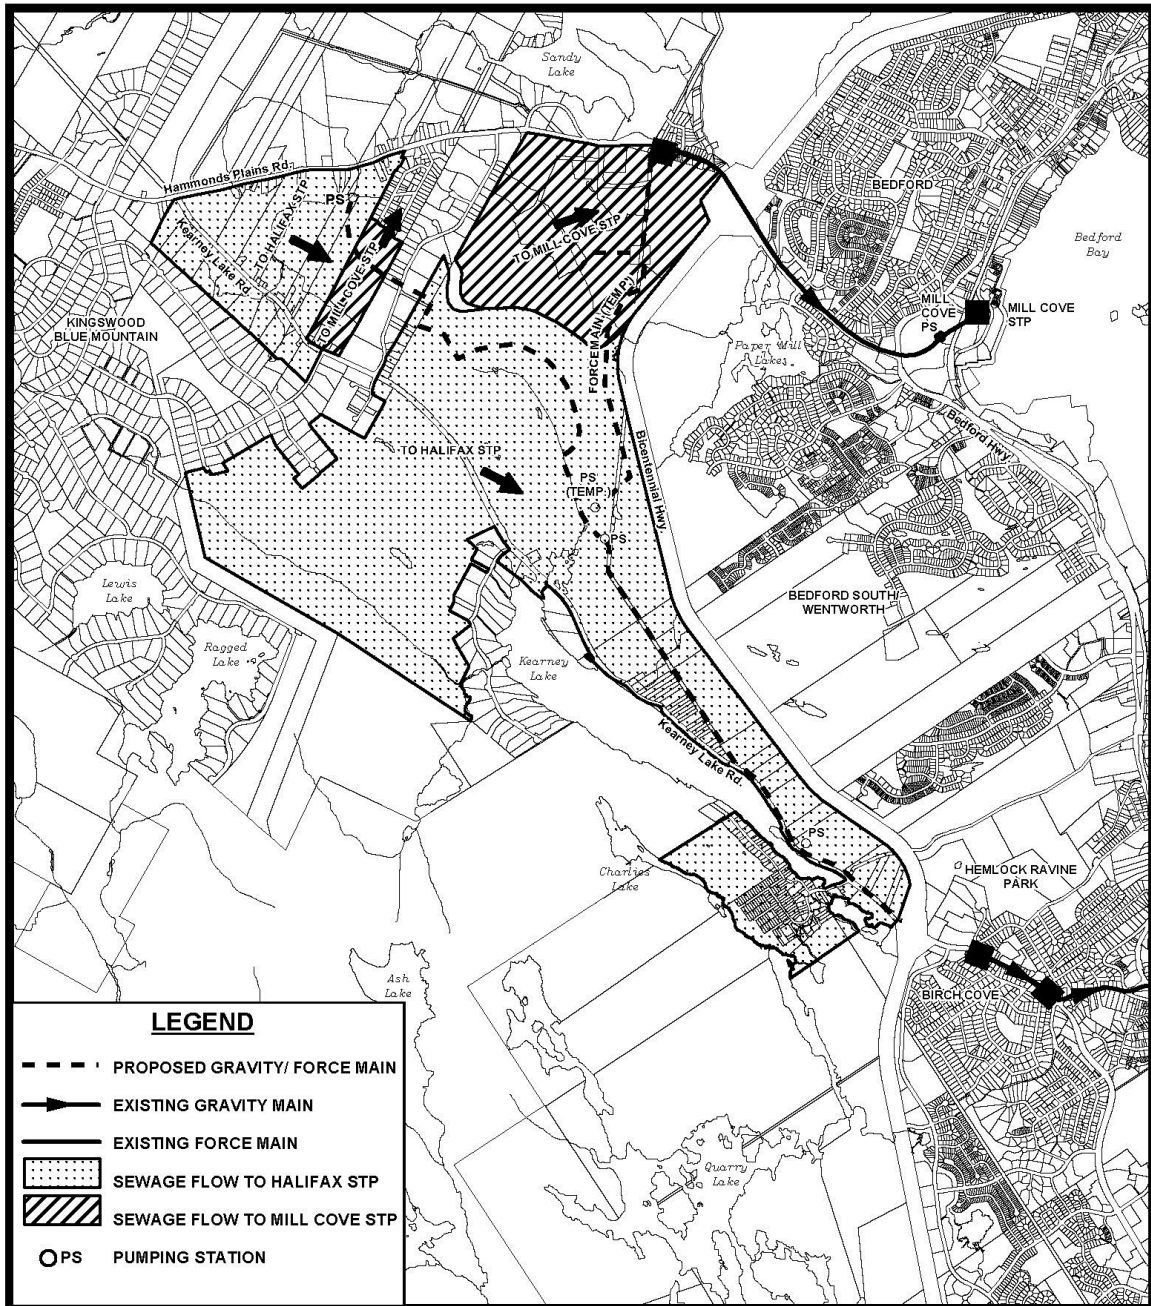 Sandy
Lake
Hammonds Plains Rd.
PS
TO HALIFAX STP
Kearney Lake Rd.
TO MILL COVE STP
TO MILL COVE STP
BEDFORD
Bedford
Bay
KINGSWOOD
BLUE MOUNTAIN
FORCEMAIN (TEMP.)
MILL
COVE
PS
MILL COVE
STP
Paper Mill
Lakes
Bedford Hwy.
Bicentennial Hwy.
TO HALIFAX STP
PS
(TEMP.)
PS
Lewis
Lake
BEDFORD SOUTH/
WENTWORTH
Ragged
Lake
Kearney
Lake
Kearney Lake Rd.
PS
Charlies
Lake
HEMLOCK RAVINE
PARK
Ash
Lake
BIRCH COVE
Quarry
Lake
LEGEND
PROPOSED GRAVITY/ FORCE MAIN
EXISTING GRAVITY MAIN
EXISTING FORCE MAIN
SEWAGE FLOW TO HALIFAX STP
SEWAGE FLOW TO MILL COVE STP
PS PUMPING STATION